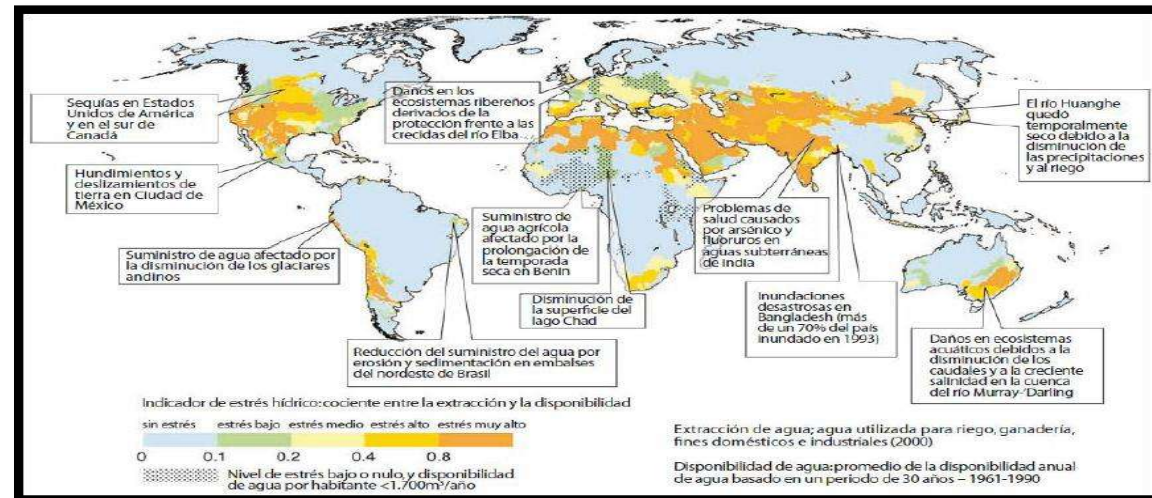 Sequías en Estados
Unidos de América
y en el sur de
Canadá
Hundimientos y
deslizamientos de
tierra en Ciudad de
México
Suministro de agua afectado por
la disminución de los glaciares
andinos
Daños en los
ecosistemas ribereños
derivados de la
protección frente a las
crecidas del río Elba
Suministro de
agua agrícola
afectado por la
prolongación de
la temporada
seca en Benin
Disminución de
la superficie del
lago Chad
Reducción del suministro del agua por
erosión y sedimentación en embalses
del nordeste de Brasil
Problemas de
salud causados
por arsénico y
fluoruros en
aguas subterráneas
de India
Inundaciones
desastrosas en
Bangladesh (más
de un 70% del país
inundado en 1993)
El río Huanghe
quedó
temporalmente
seco debido a la
disminución de
las precipitaciones
y al riego
Daños en ecosistemas
acuáticos debidos a la
disminución de los
caudales y a la creciente
salinidad en la cuenca
del río Murray-Darling
Indicador de estrés hídrico: cociente entre la extracción y la disponibilidad
sin estrés estrés bajo estrés medio estrés alto estrés muy alto
0 0.1 0.2 0.4 0.8
Nivel de estrés bajo o nulo, y disponibilidad
de agua por habitante <1.700m³/año
Extracción de agua; agua utilizada para riego, ganadería,
fines domésticos e industriales (2000)
Disponibilidad de agua: promedio de la disponibilidad anual
de agua basado en un periodo de 30 años – 1961-1990